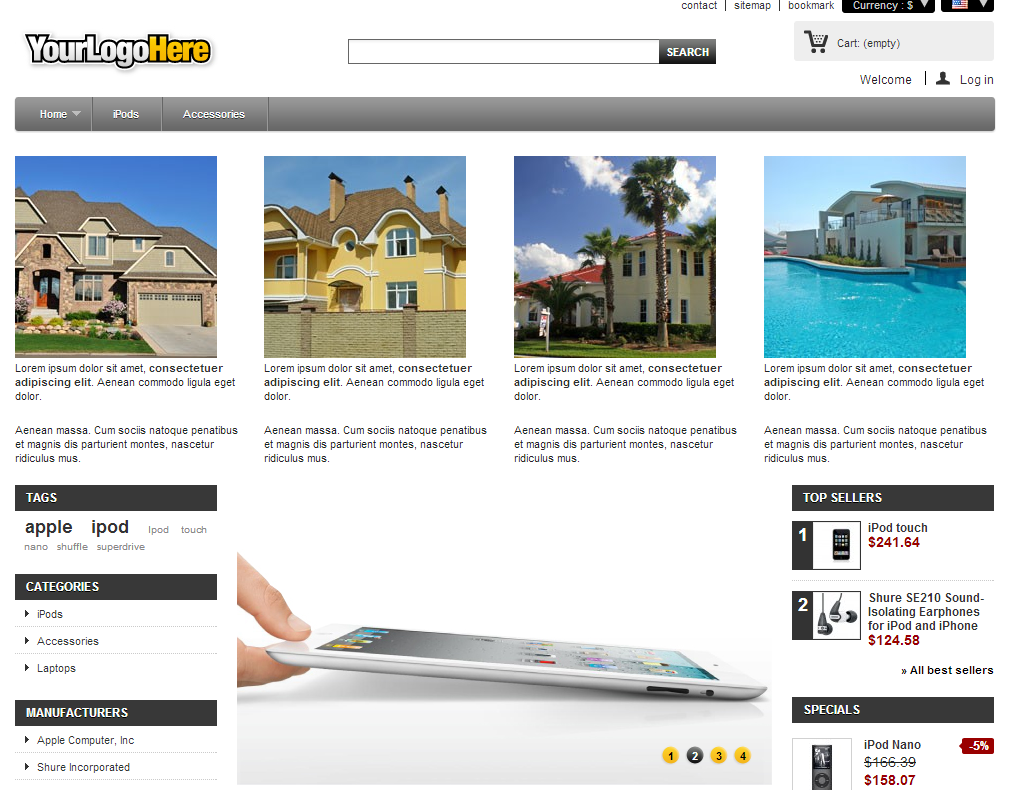 contact sitemap bookmark Currency : $
YourLogoHere
SEARCH
Cart: (empty)
Welcome Log in
Home iPods Accessories
Lorem ipsum dolor sit amet, consectetuer
adipiscing elit. Aenean commodo ligula eget
dolor.
Aenean massa. Cum sociis natoque penatibus
et magnis dis parturient montes, nascetur
ridiculus mus.
Lorem ipsum dolor sit amet, consectetuer
adipiscing elit. Aenean commodo ligula eget
dolor.
Aenean massa. Cum sociis natoque penatibus
et magnis dis parturient montes, nascetur
ridiculus mus.
Lorem ipsum dolor sit amet, consectetuer
adipiscing elit. Aenean commodo ligula eget
dolor.
Aenean massa. Cum sociis natoque penatibus
et magnis dis parturient montes, nascetur
ridiculus mus.
Lorem ipsum dolor sit amet, consectetuer
adipiscing elit. Aenean commodo ligula eget
dolor.
Aenean massa. Cum sociis natoque penatibus
et magnis dis parturient montes, nascetur
ridiculus mus.
TAGS
apple ipod Ipod touch
nano shuffle superdrive
CATEGORIES
iPods
Accessories
Laptops
MANUFACTURERS
Apple Computer, Inc
Shure Incorporated
1 2 3 4
TOP SELLERS
1
iPod touch
$241.64
2
Shure SE210 Sound-
Isolating Earphones
for iPod and iPhone
$124.58
» All best sellers
SPECIALS
iPod Nano -5%
$166.39
$158.07